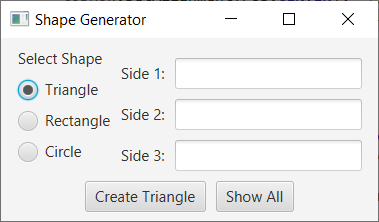 Shape Generator
Select Shape
Triangle
Rectangle
Circle
Side 1:
Side 2:
Side 3:
Create Triangle
Show All